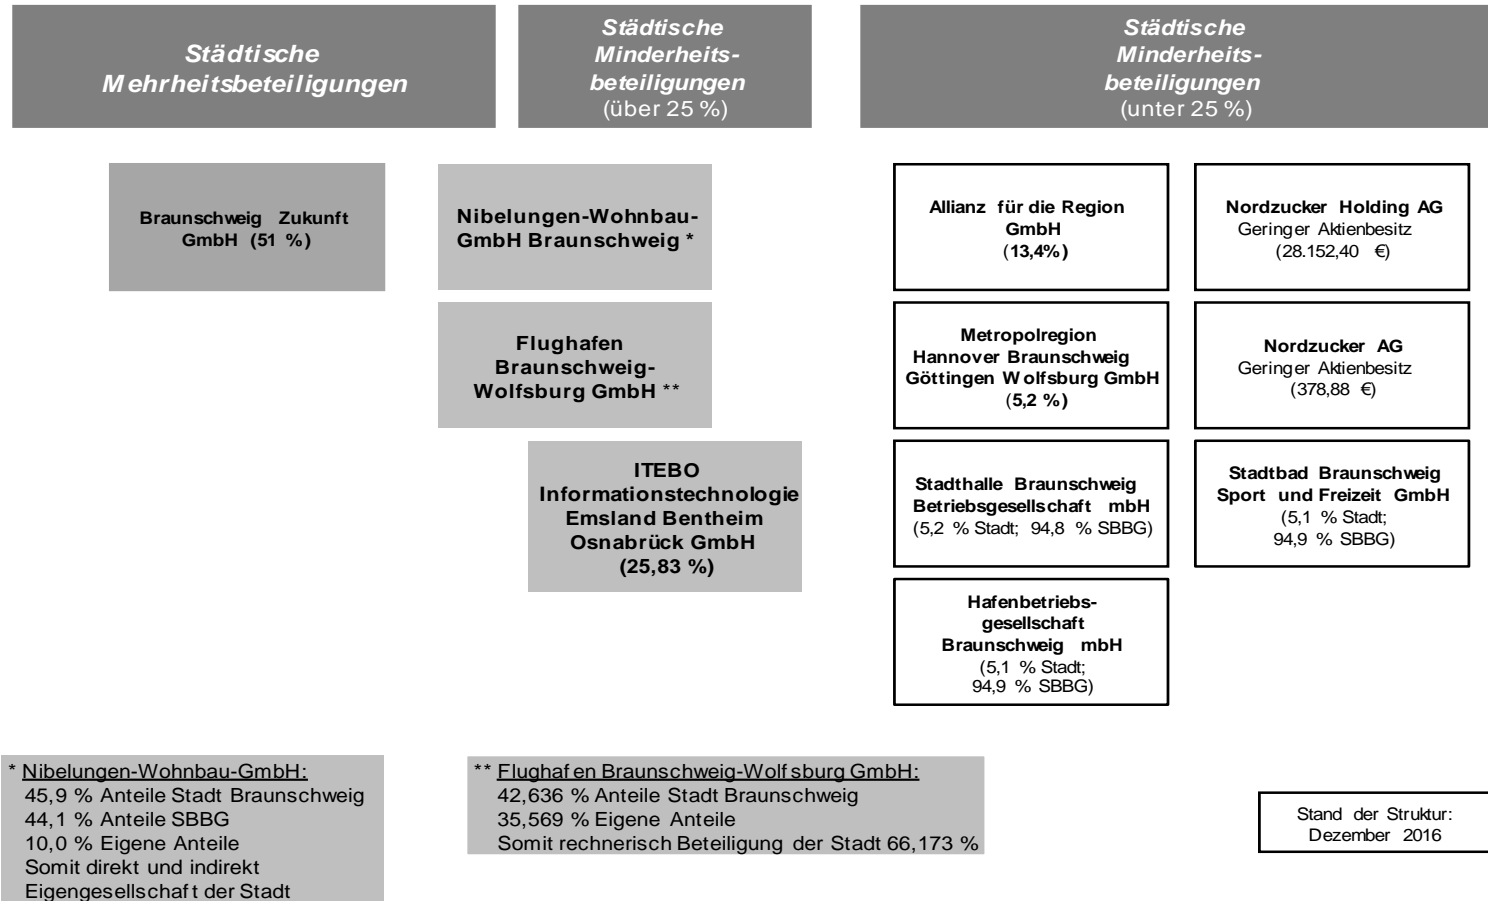 Städtische
Mehrheitsbeteiligungen
Städtische
Minderheits-
beteiligungen
(über 25 %)
Städtische
Minderheits-
beteiligungen
(unter 25 %)
Braunschweig Zukunft
GmbH (51 %)
Nibelungen-Wohnbau-
GmbH Braunschweig *
Flughafen
Braunschweig-
Wolfsburg GmbH **
ITEBO
Informationstechnologie
Emsland Bentheim
Osnabrück GmbH
(25,83 %)
Allianz für die Region
GmbH
(13,4%)
Metropolregion
Hannover Braunschweig
Göttingen Wolfsburg GmbH
(5,2 %)
Stadthalle Braunschweig
Betriebsgesellschaft mbH
(5,2 % Stadt; 94,8 % SBBG)
Hafenbetriebs-
gesellschaft
Braunschweig mbH
(5,1 % Stadt;
94,9 % SBBG)
Nordzucker Holding AG
Geringer Aktienbesitz
(28.152,40 €)
Nordzucker AG
Geringer Aktienbesitz
(378,88 €)
Stadtbad Braunschweig
Sport und Freizeit GmbH
(5,1 % Stadt;
94,9 % SBBG)
* Nibelungen-Wohnbau-GmbH:
45,9 % Anteile Stadt Braunschweig
44,1 % Anteile SBBG
10,0 % Eigene Anteile
Somit direkt und indirekt
Eigengesellschaft der Stadt
** Flughafen Braunschweig-Wolfsburg GmbH:
42,636 % Anteile Stadt Braunschweig
35,569 % Eigene Anteile
Somit rechnerisch Beteiligung der Stadt 66,173 %
Stand der Struktur:
Dezember 2016